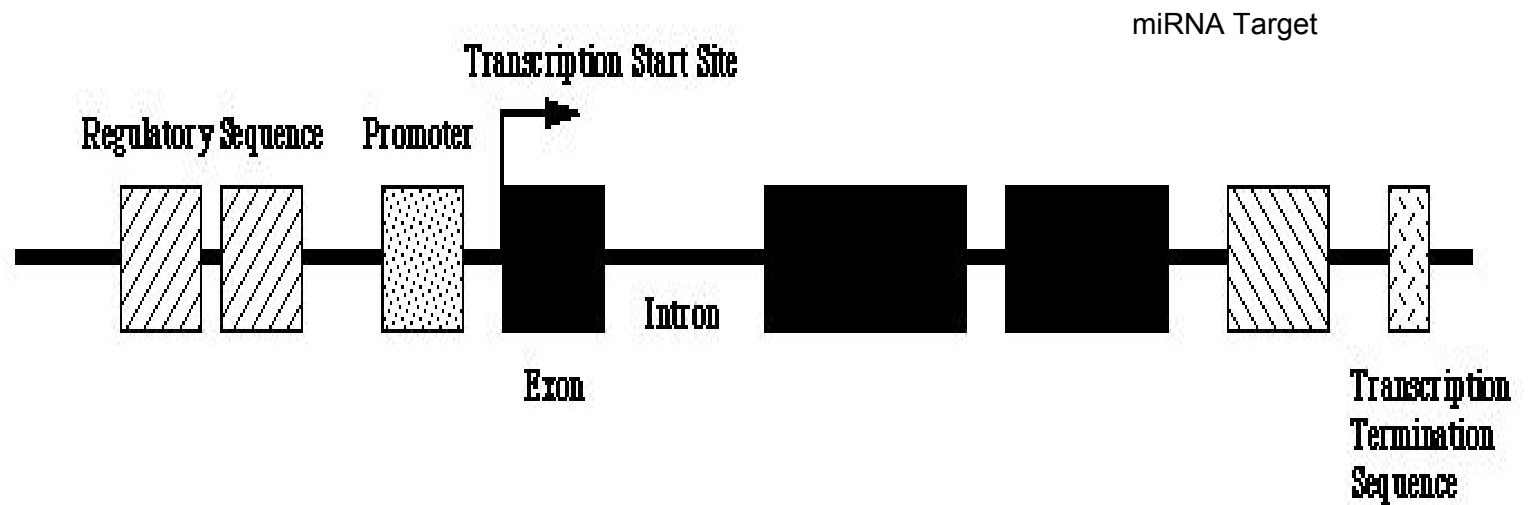 miRNA Target
Transcription Start Site
Regulatory Sequence
Promoter
Intron
Exon
Transcription
Termination
Sequence